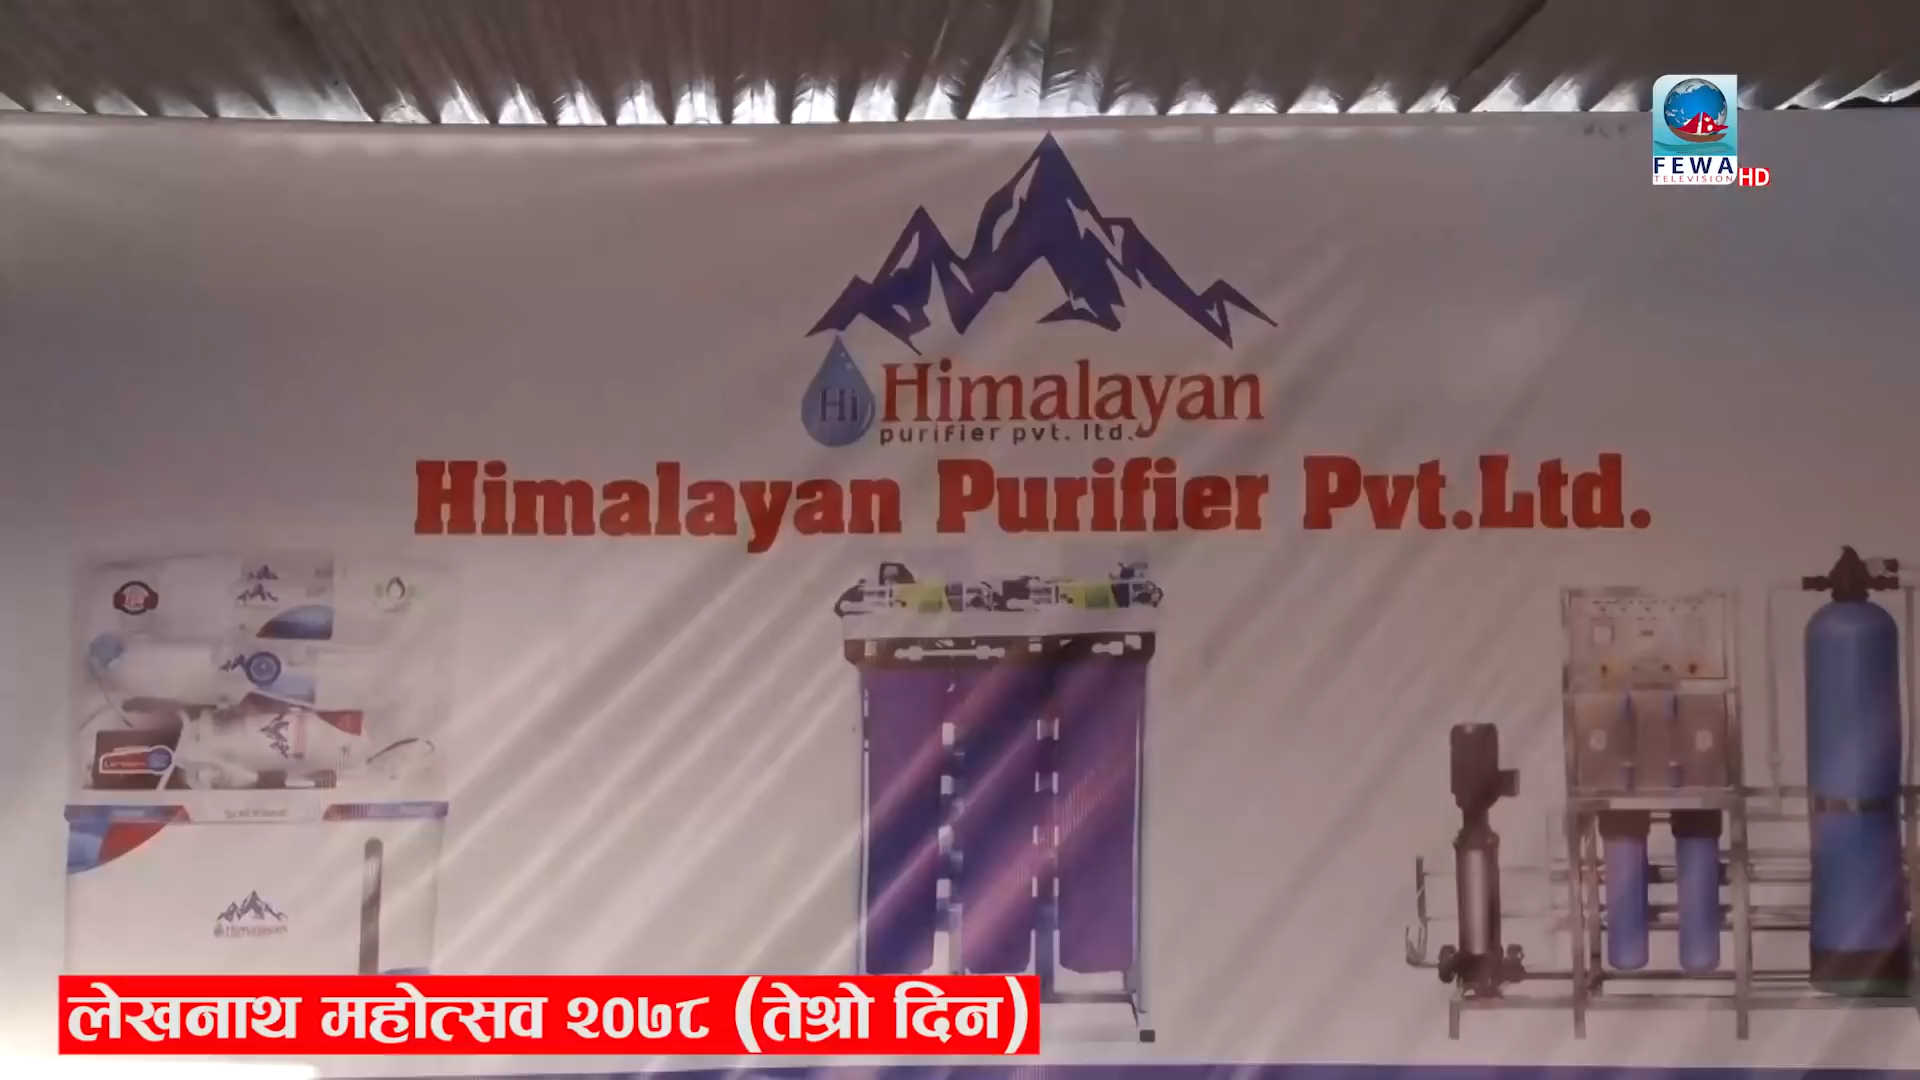 FEWA
TELEVISION HD
Hi Himalayan
purifier pvt. ltd.
Himalayan Purifier Pvt.Ltd.
Himalayan
लेखनाथ महोत्सव २०७८ (तेश्रो दिन)